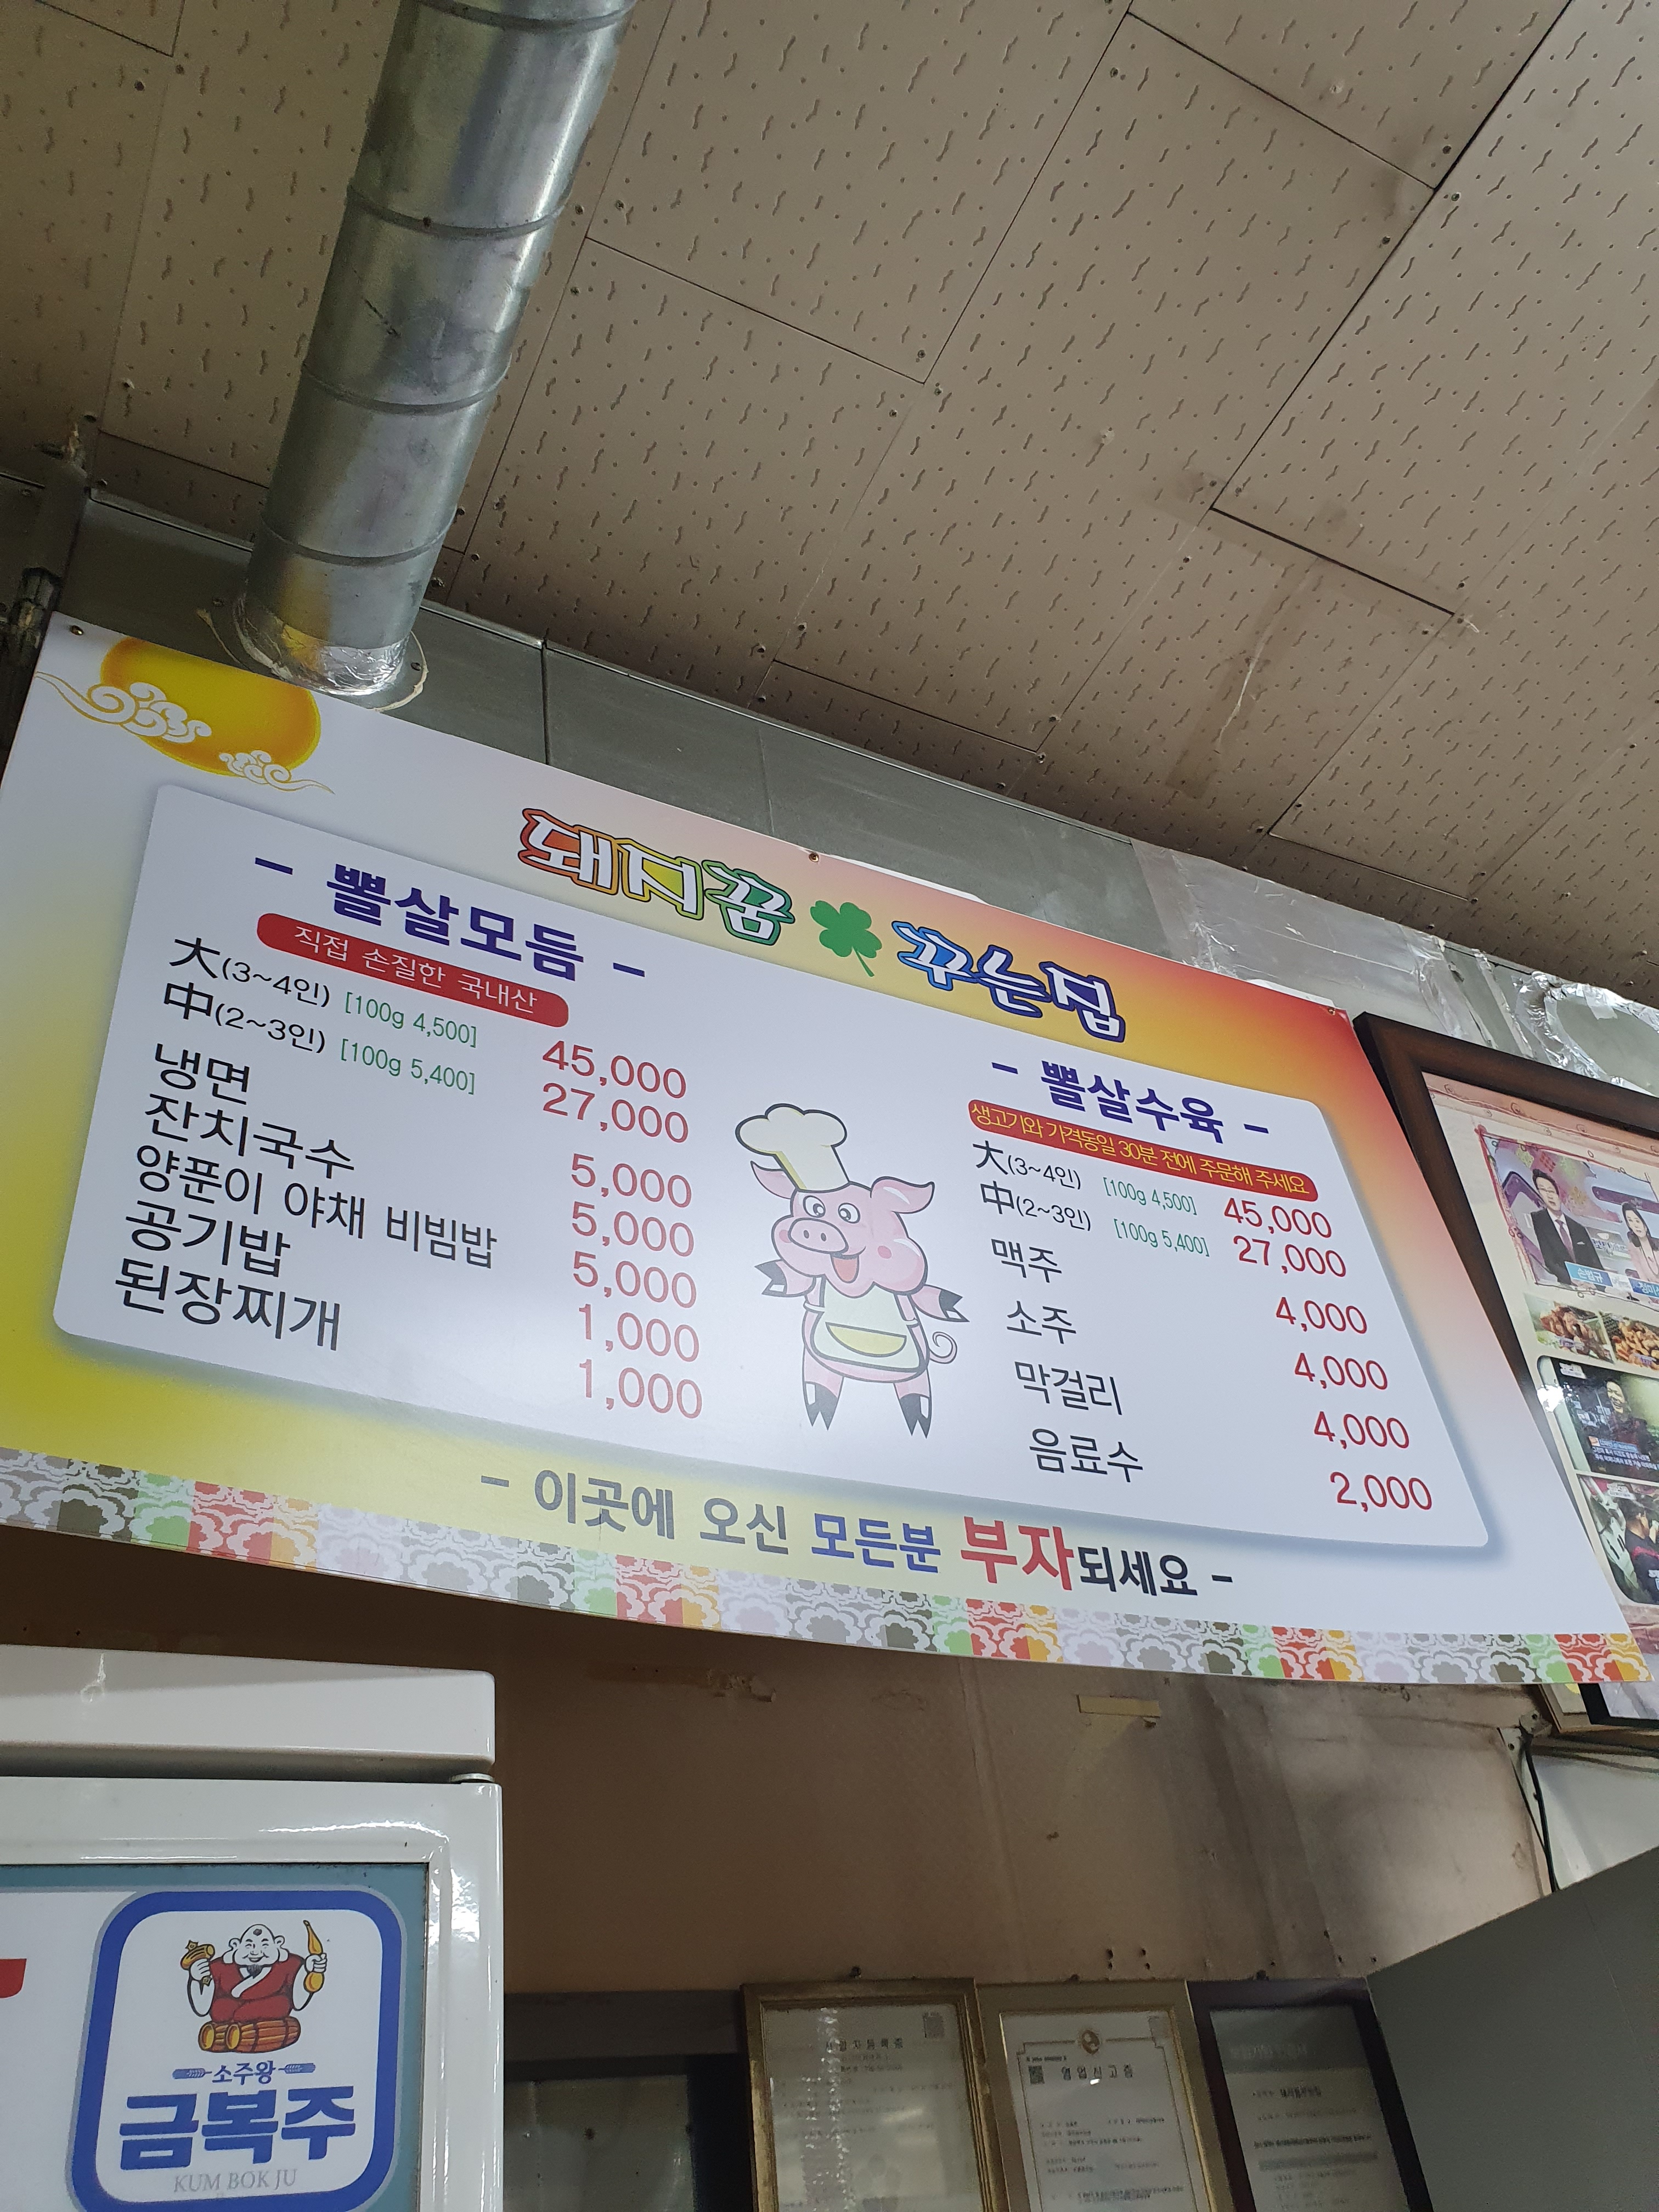 돼지꿈 꾸는집
- 뽈살모듬 -
직접 손질한 국내산
大(3~4인) [100g 4,500] 45,000
中(2~3인) [100g 5,400] 27,000
냉면 5,000
잔치국수 5,000
양푼이 야채 비빔밥 5,000
공기밥 1,000
된장찌개 1,000
- 뽈살수육 -
생고기와 가격동일 30분 전에 주문해 주세요
大(3~4인) [100g 4,500] 45,000
中(2~3인) [100g 5,400] 27,000
맥주 4,000
소주 4,000
막걸리 4,000
음료수 2,000
- 이곳에 오신 모든분 부자되세요 -
소주왕
금복주
KUM BOK JU
영업신고증